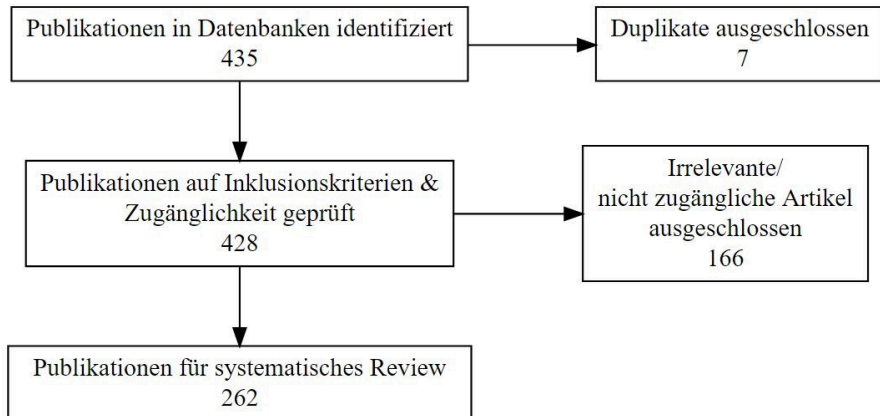 Publikationen in Datenbanken identifiziert
435
Duplikate ausgeschlossen
7
Publikationen auf Inklusionskriterien &
Zugänglichkeit geprüft
428
Irrelevante/
nicht zugängliche Artikel
ausgeschlossen
166
Publikationen für systematisches Review
262